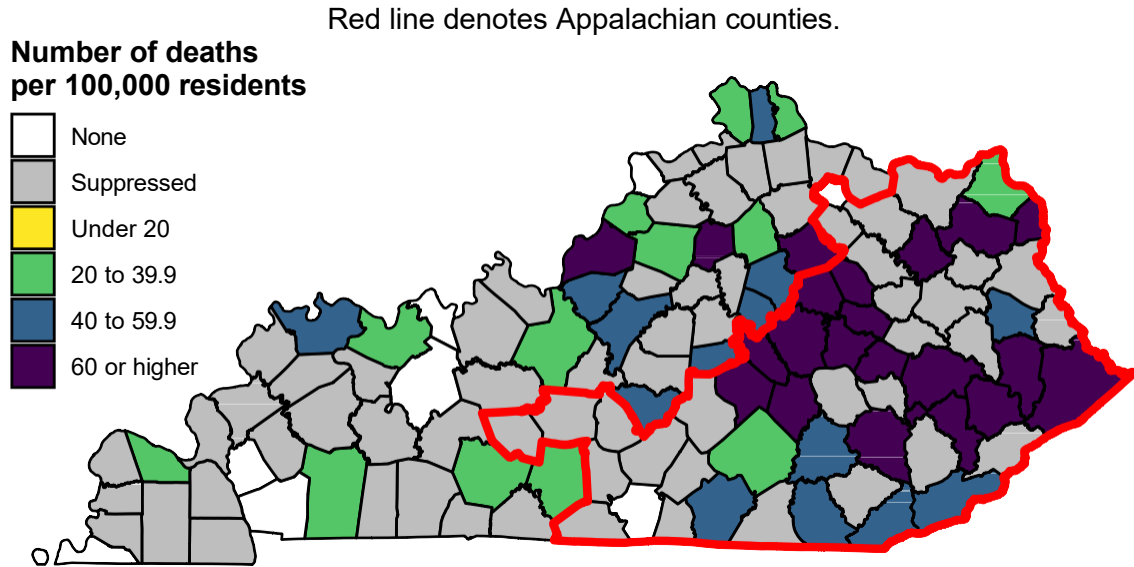 Red line denotes Appalachian counties.
Number of deaths
per 100,000 residents
None
Suppressed
Under 20
20 to 39.9
40 to 59.9
60 or higher